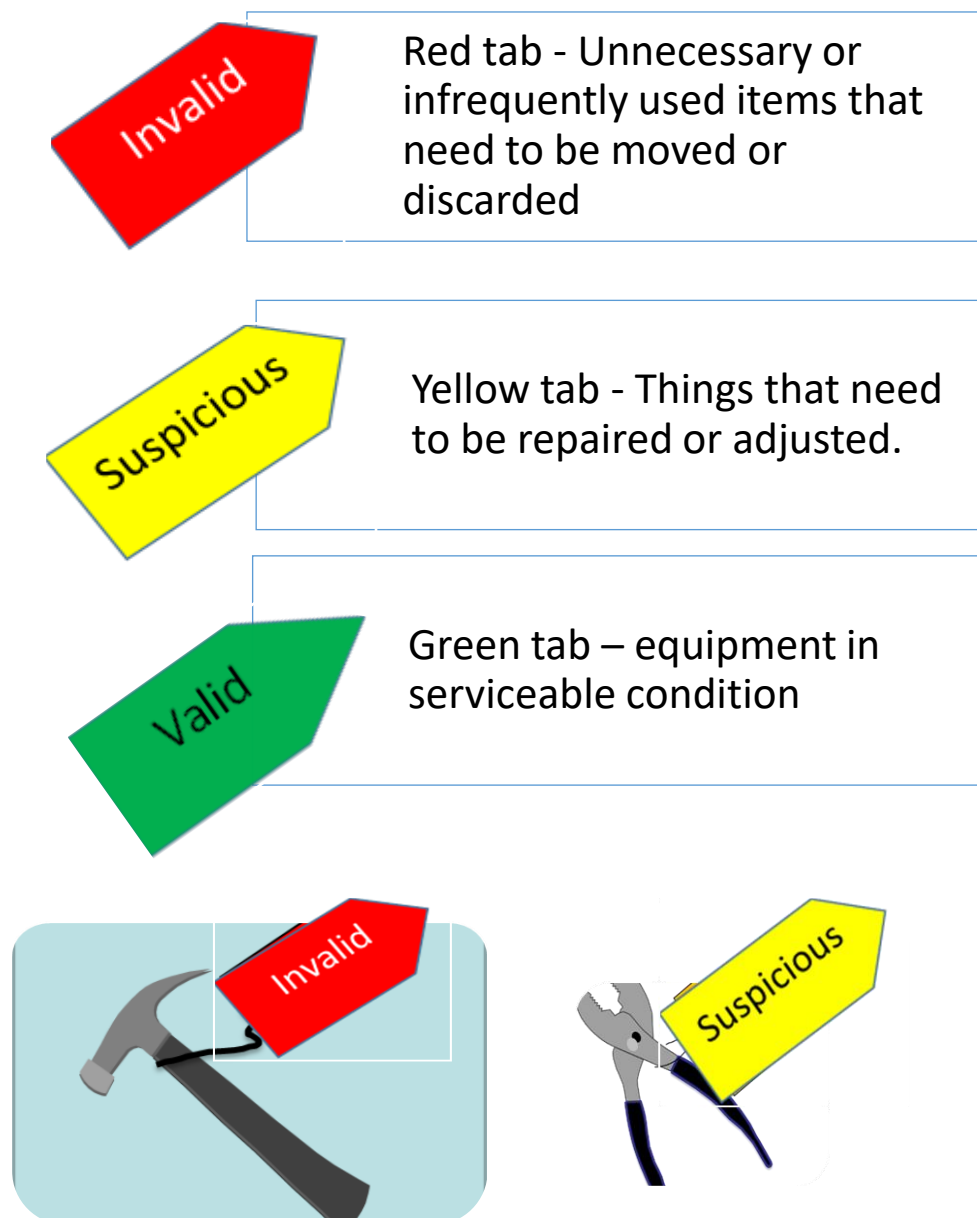 Invalid
Red tab - Unnecessary or
infrequently used items that
need to be moved or
discarded
Suspicious
Yellow tab - Things that need
to be repaired or adjusted.
Valid
Green tab – equipment in
serviceable condition
Invalid
Suspicious